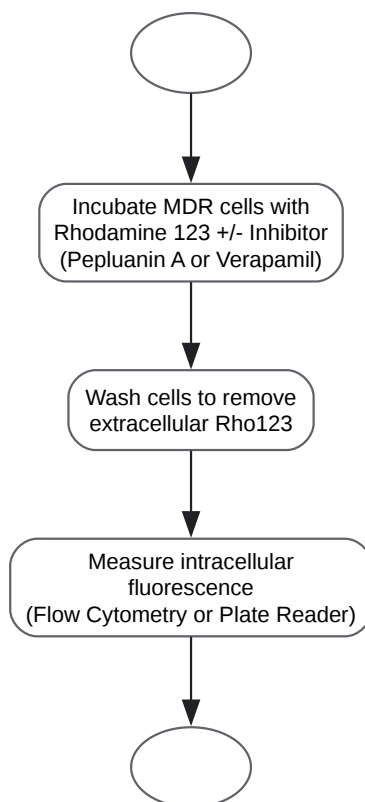 Incubate MDR cells with
Rhodamine 123 +/- Inhibitor
(Pepluanin A or Verapamil)
Wash cells to remove
extracellular Rho123
Measure intracellular
fluorescence
(Flow Cytometry or Plate Reader)